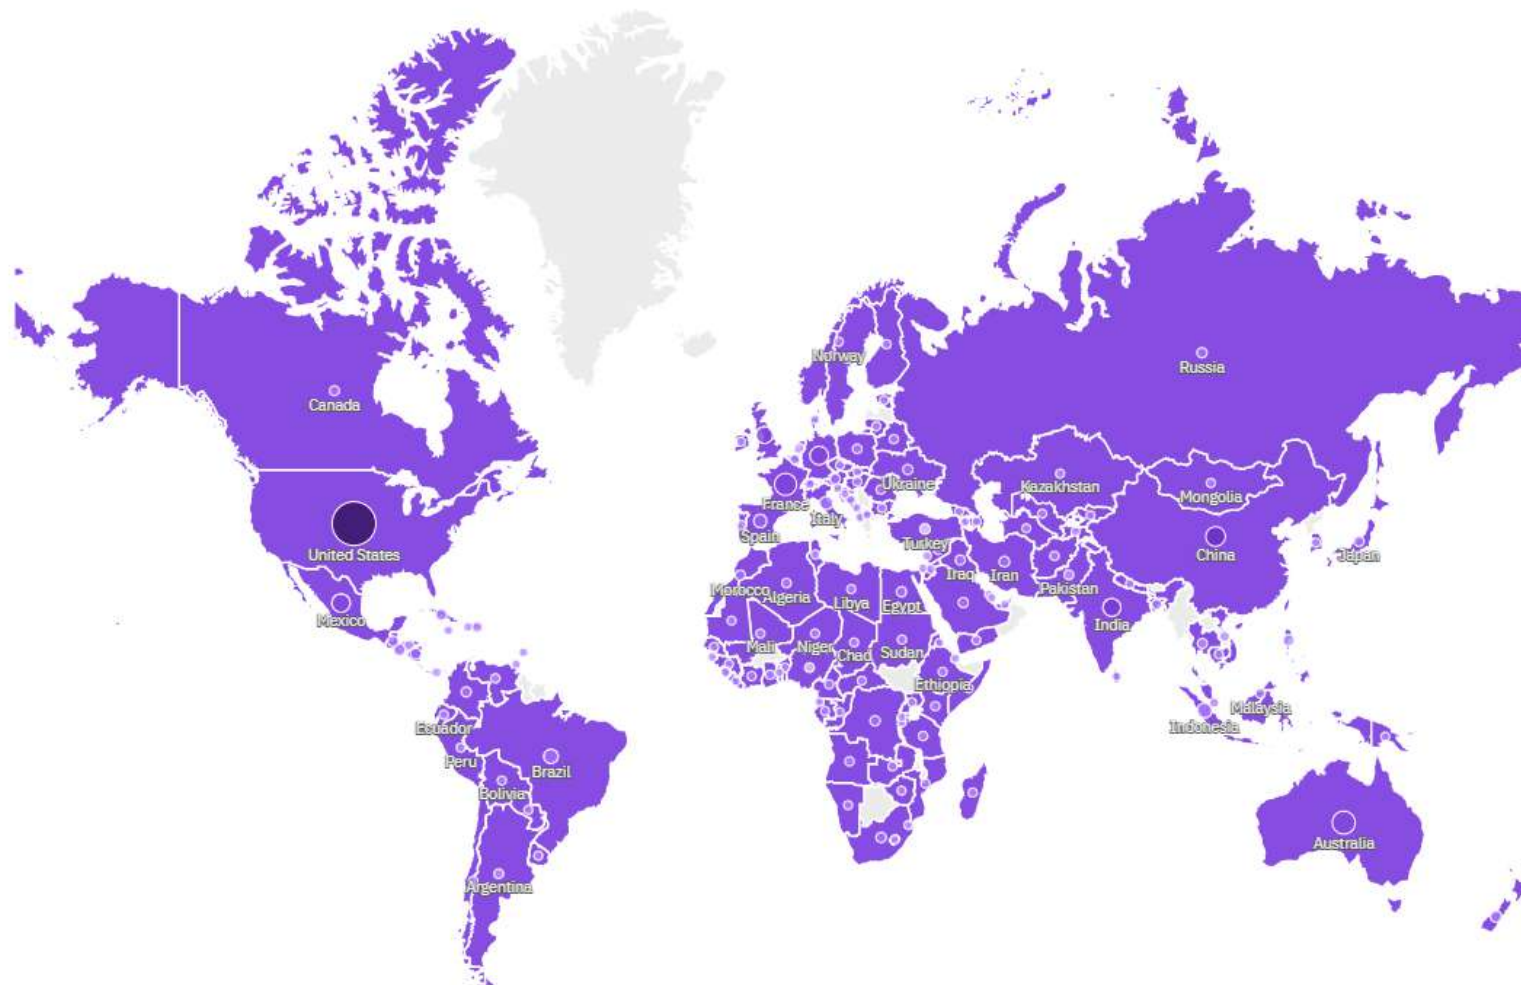 Norway
Russia
Canada
Ukraine
Kazakhstan
Mongolia
France
Italy
Spain
United States
Turkey
China
Japan
Iraq
Iran
Pakistan
Morocco
Algeria
Libya
Egypt
Mexico
India
Mali
Niger
Chad
Sudan
Ethiopia
Malaysia
Indonesia
Ecuador
Peru
Brazil
Bolivia
Australia
Argentina